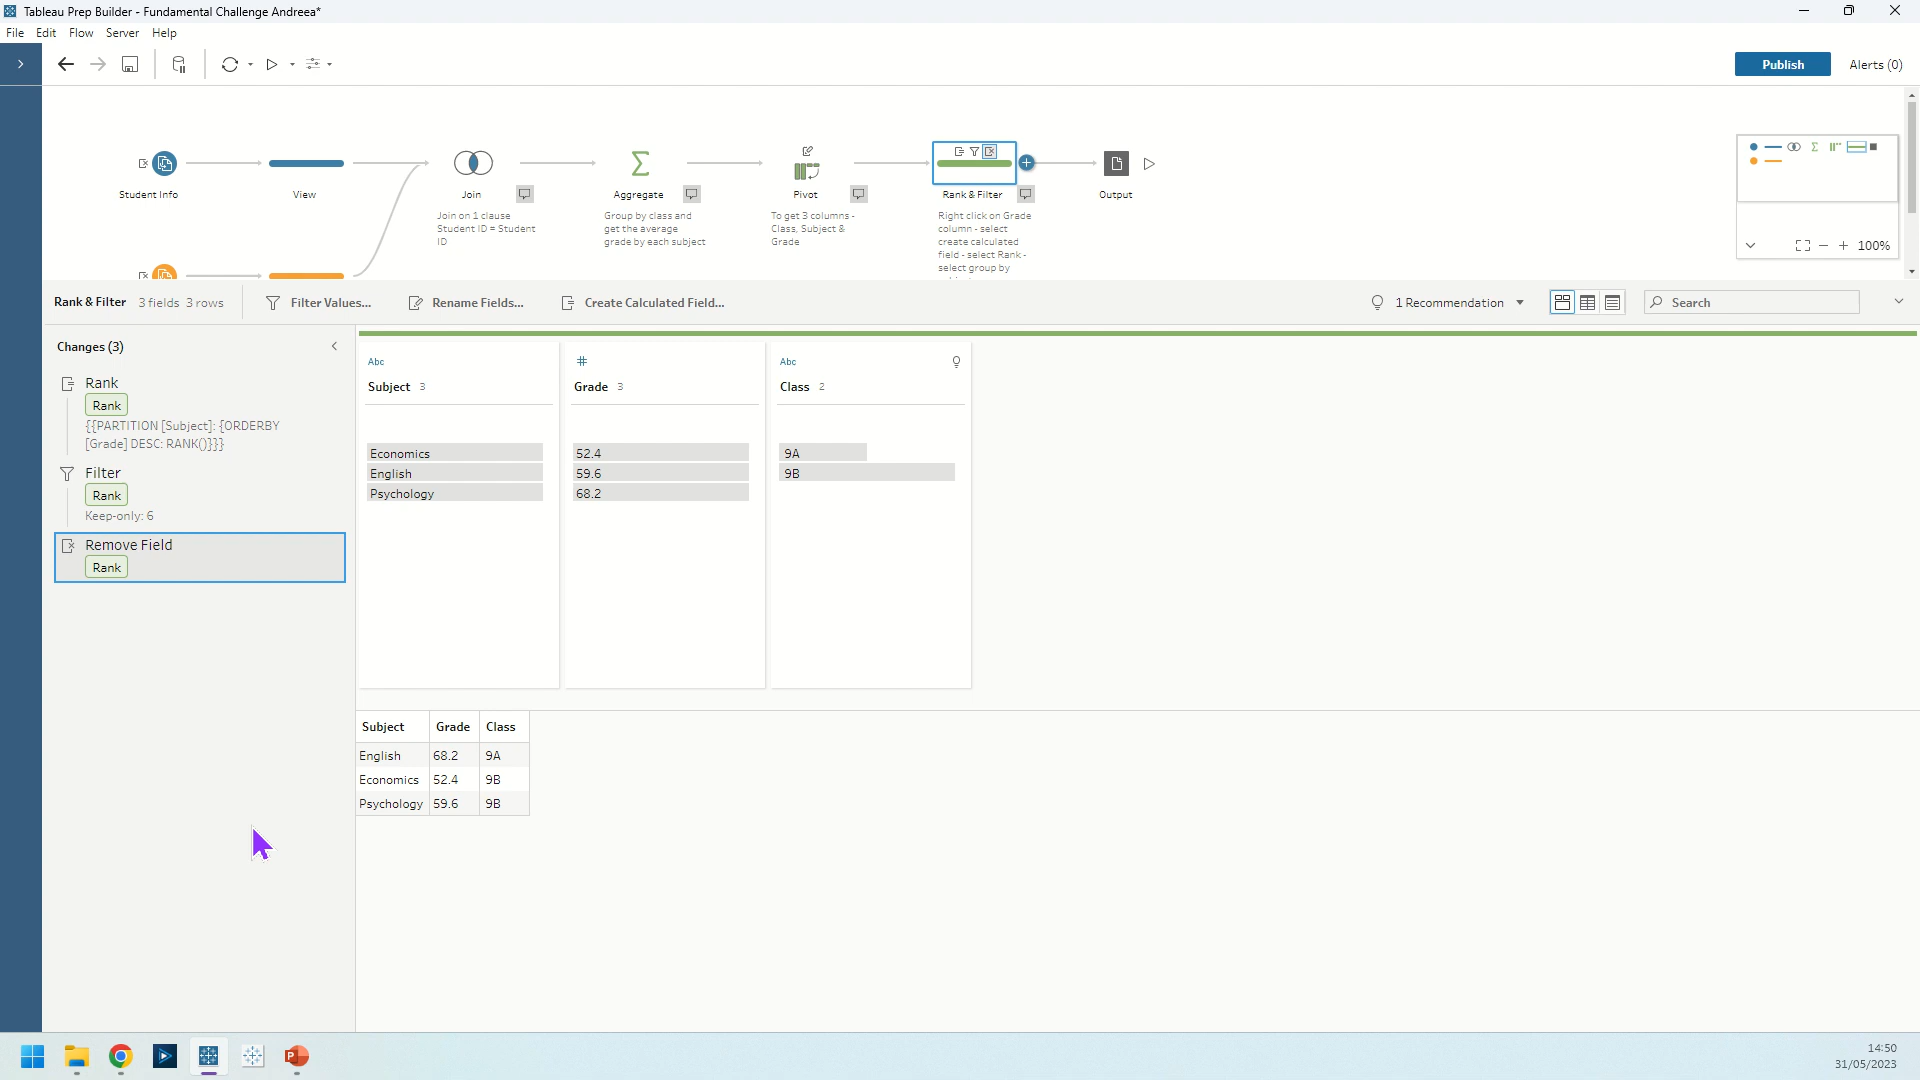 Tableau Prep Builder - Fundamental Challenge Andreea*
File Edit Flow Server Help
Publish
Alerts (0)
Student Info
View
Join
Aggregate
Pivot
Rank & Filter
Output
Join on 1 clause
Student ID = Student
ID
Group by class and
get the average
grade by each subject
To get 3 columns -
Class, Subject &
Grade
Right click on Grade
column - select
create calculated
field - select Rank -
select group by
100%
Rank & Filter 3 fields 3 rows
Filter Values...
Rename Fields...
Create Calculated Field...
1 Recommendation
Search
Changes (3)
Rank
Rank
{{PARTITION [Subject]: {ORDERBY
[Grade] DESC: RANK()}}}
Filter
Rank
Keep-only: 6
Remove Field
Rank
Abc
Subject 3
Economics
English
Psychology
#
Grade 3
52.4
59.6
68.2
Abc
Class 2
9A
9B
Subject Grade Class
English 68.2 9A
Economics 52.4 9B
Psychology 59.6 9B
14:50
31/05/2023